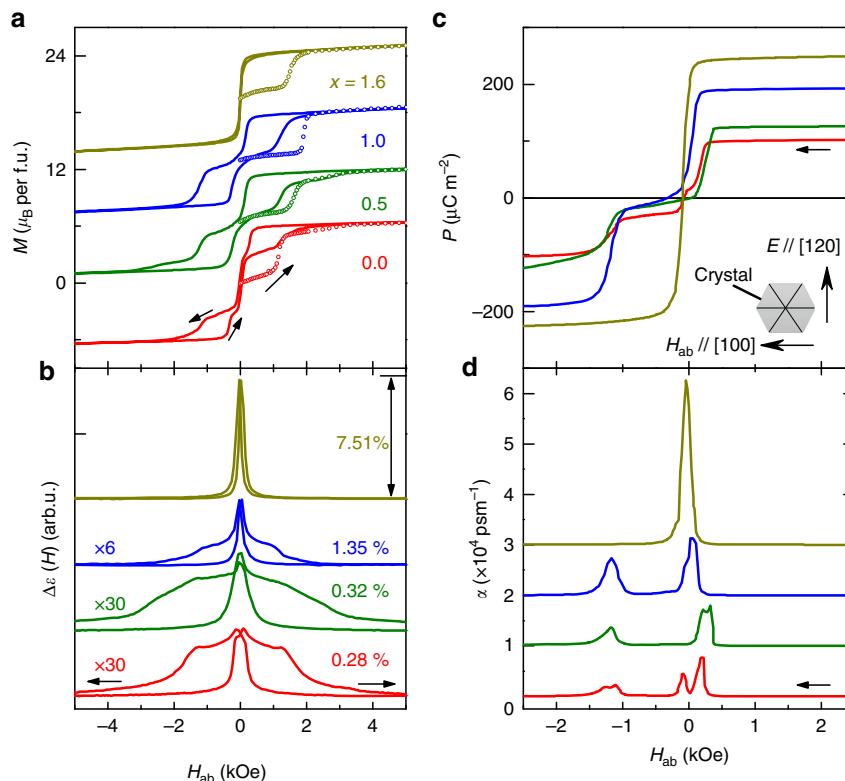 a
24
12
0
M (μB per f.u.)
x = 1.6
1.0
0.5
0.0
b
Δε (H) (arb.u.)
7.51%
×6
1.35 %
×30
0.32 %
×30
0.28 %
−4
−2
0
2
4
Hab (kOe)
c
200
0
−200
P (μC m−2)
E // [120]
Crystal
Hab // [100]
d
6
5
4
3
2
1
0
α (×10⁴ psm−1)
−2
−1
0
1
2
Hab (kOe)